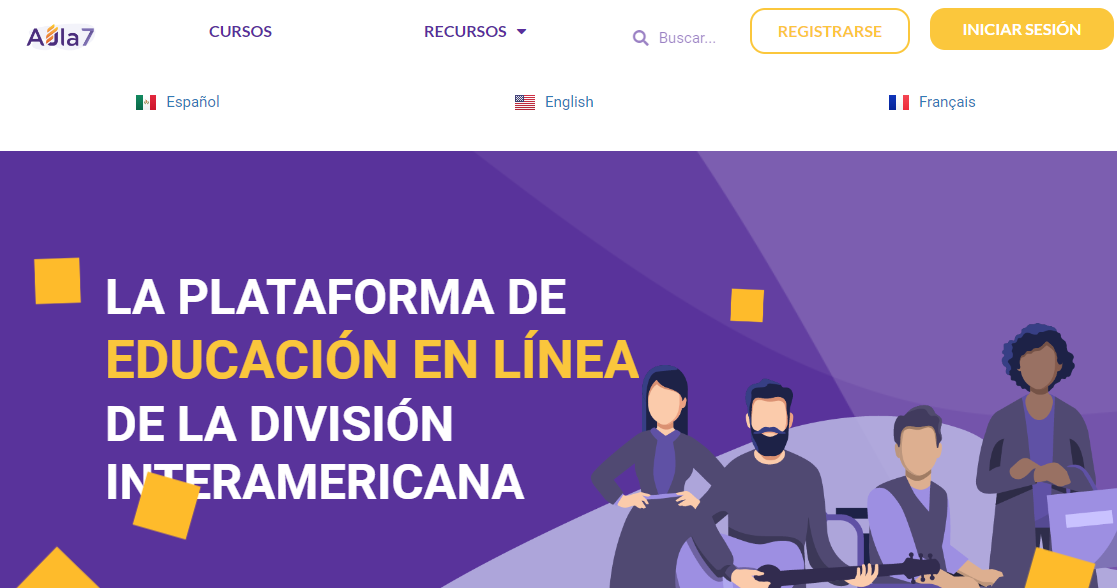 Aula7
CURSOS
RECURSOS
Buscar...
REGISTRARSE
INICIAR SESIÓN
Español
English
Français
LA PLATAFORMA DE
EDUCACIÓN EN LÍNEA
DE LA DIVISIÓN
INTERAMERICANA